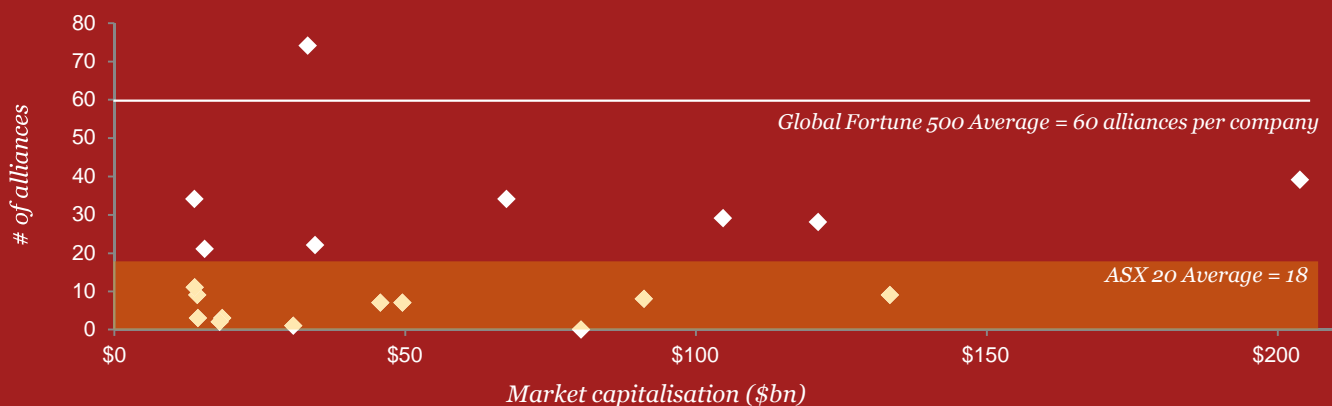 80
70
60
50
40
30
20
10
0
# of alliances
Global Fortune 500 Average = 60 alliances per company
ASX 20 Average = 18
$0 $50 $100 $150 $200
Market capitalisation ($bn)